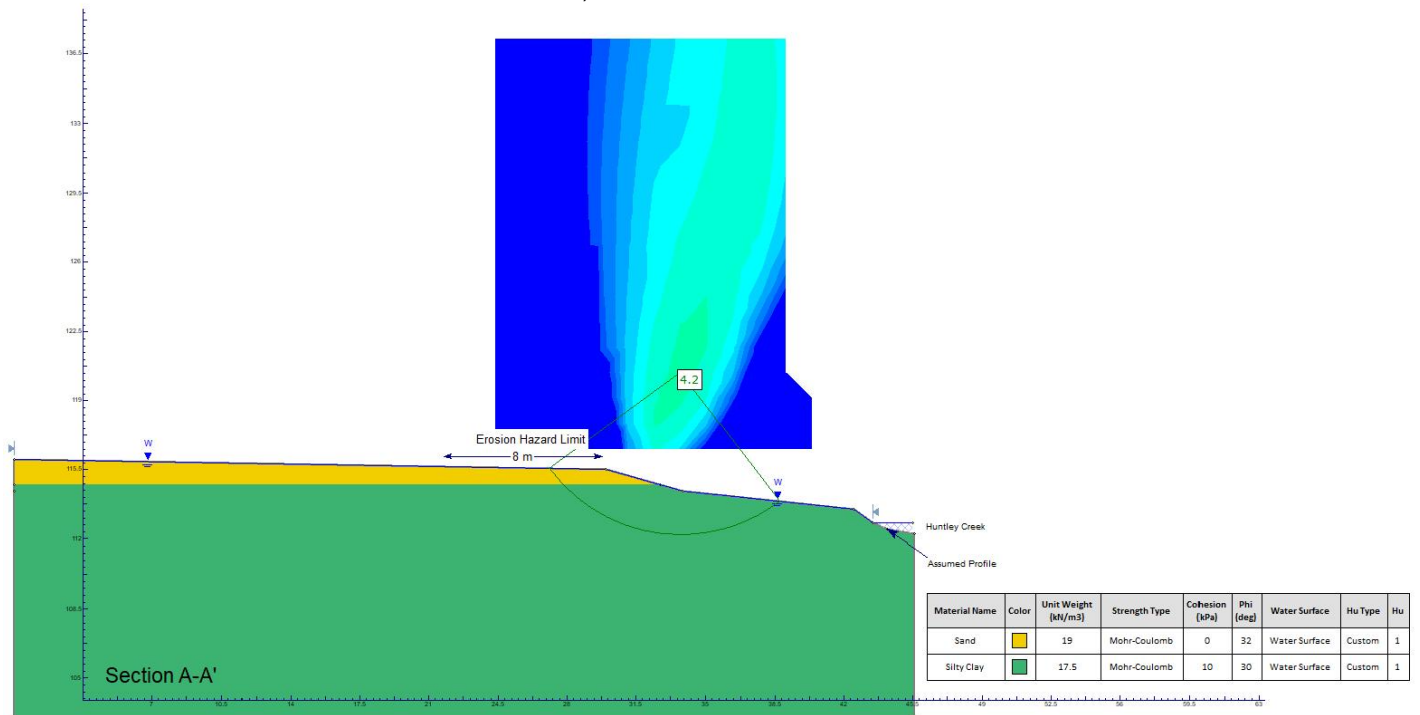 136.5
133
129.5
126
122.5
119
115.5
112
108.5
105
4.2
Erosion Hazard Limit
8 m
W
W
Huntley Creek
Assumed Profile
Section A-A'
Material Name Color Unit Weight (kN/m3) Strength Type Cohesion (kPa) Phi (deg) Water Surface Hu Type Hu
Sand 19 Mohr-Coulomb 0 32 Water Surface Custom 1
Silty Clay 17.5 Mohr-Coulomb 10 30 Water Surface Custom 1
7 10.5 14 17.5 21 24.5 28 31.5 35 38.5 42 45.5 49 52.5 56 59.5 63